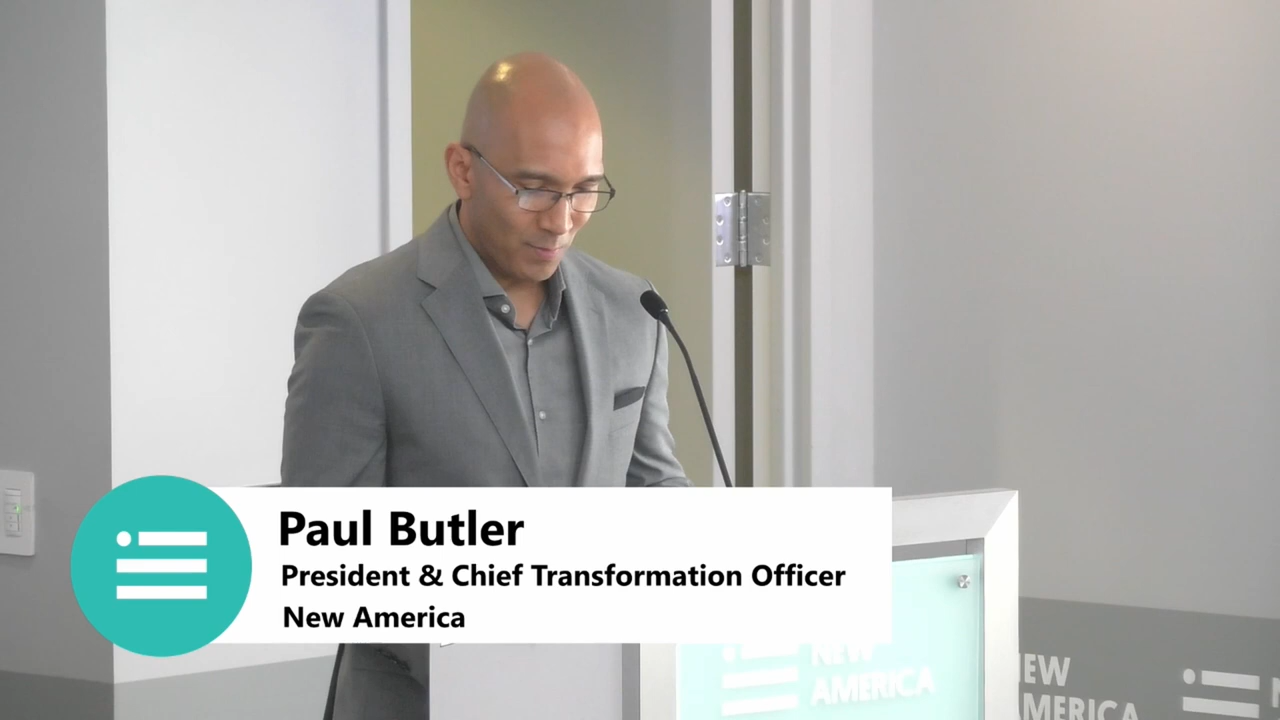 Paul Butler
President & Chief Transformation Officer
New America
NEW
AMERICA
NEW
AMERICA